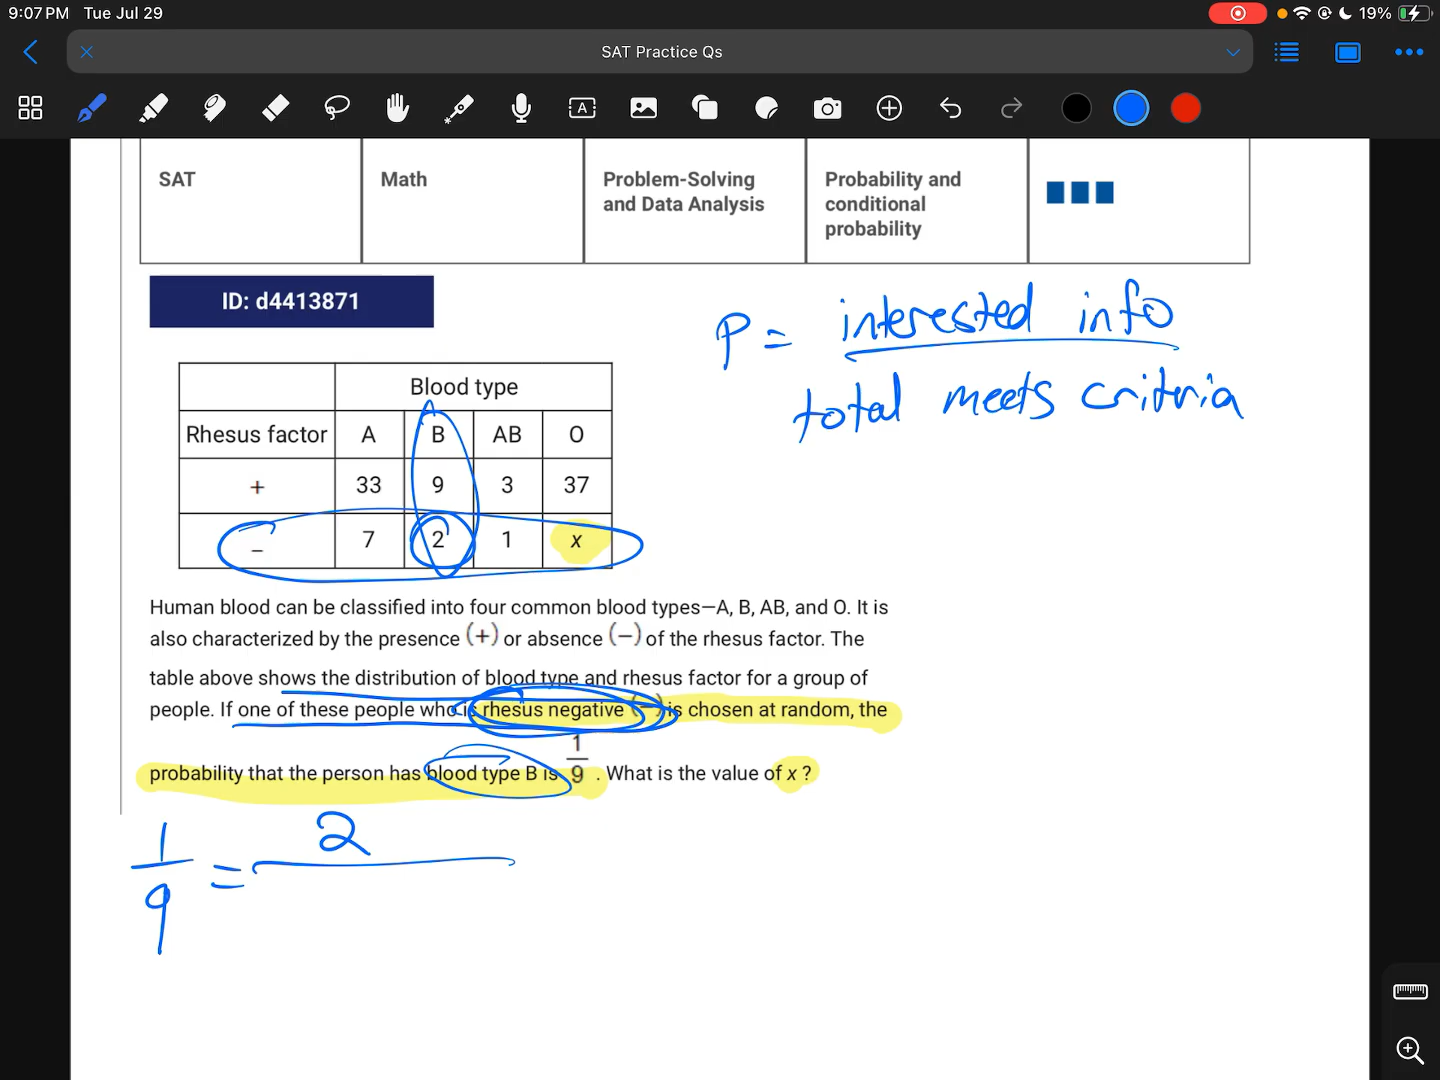 9:07 PM Tue Jul 29 19%
SAT Practice Qs
A
SAT Math Problem-Solving and Data Analysis Probability and conditional probability
ID: d4413871
P = interested info
total meets criteria
Blood type
Rhesus factor A B AB O
+ 33 9 3 37
− 7 2 1 x
Human blood can be classified into four common blood types—A, B, AB, and O. It is
also characterized by the presence (+) or absence (−) of the rhesus factor. The
table above shows the distribution of blood type and rhesus factor for a group of
people. If one of these people who is rhesus negative (−) is chosen at random, the
probability that the person has blood type B is 1/9 . What is the value of x ?
1/9 = 2